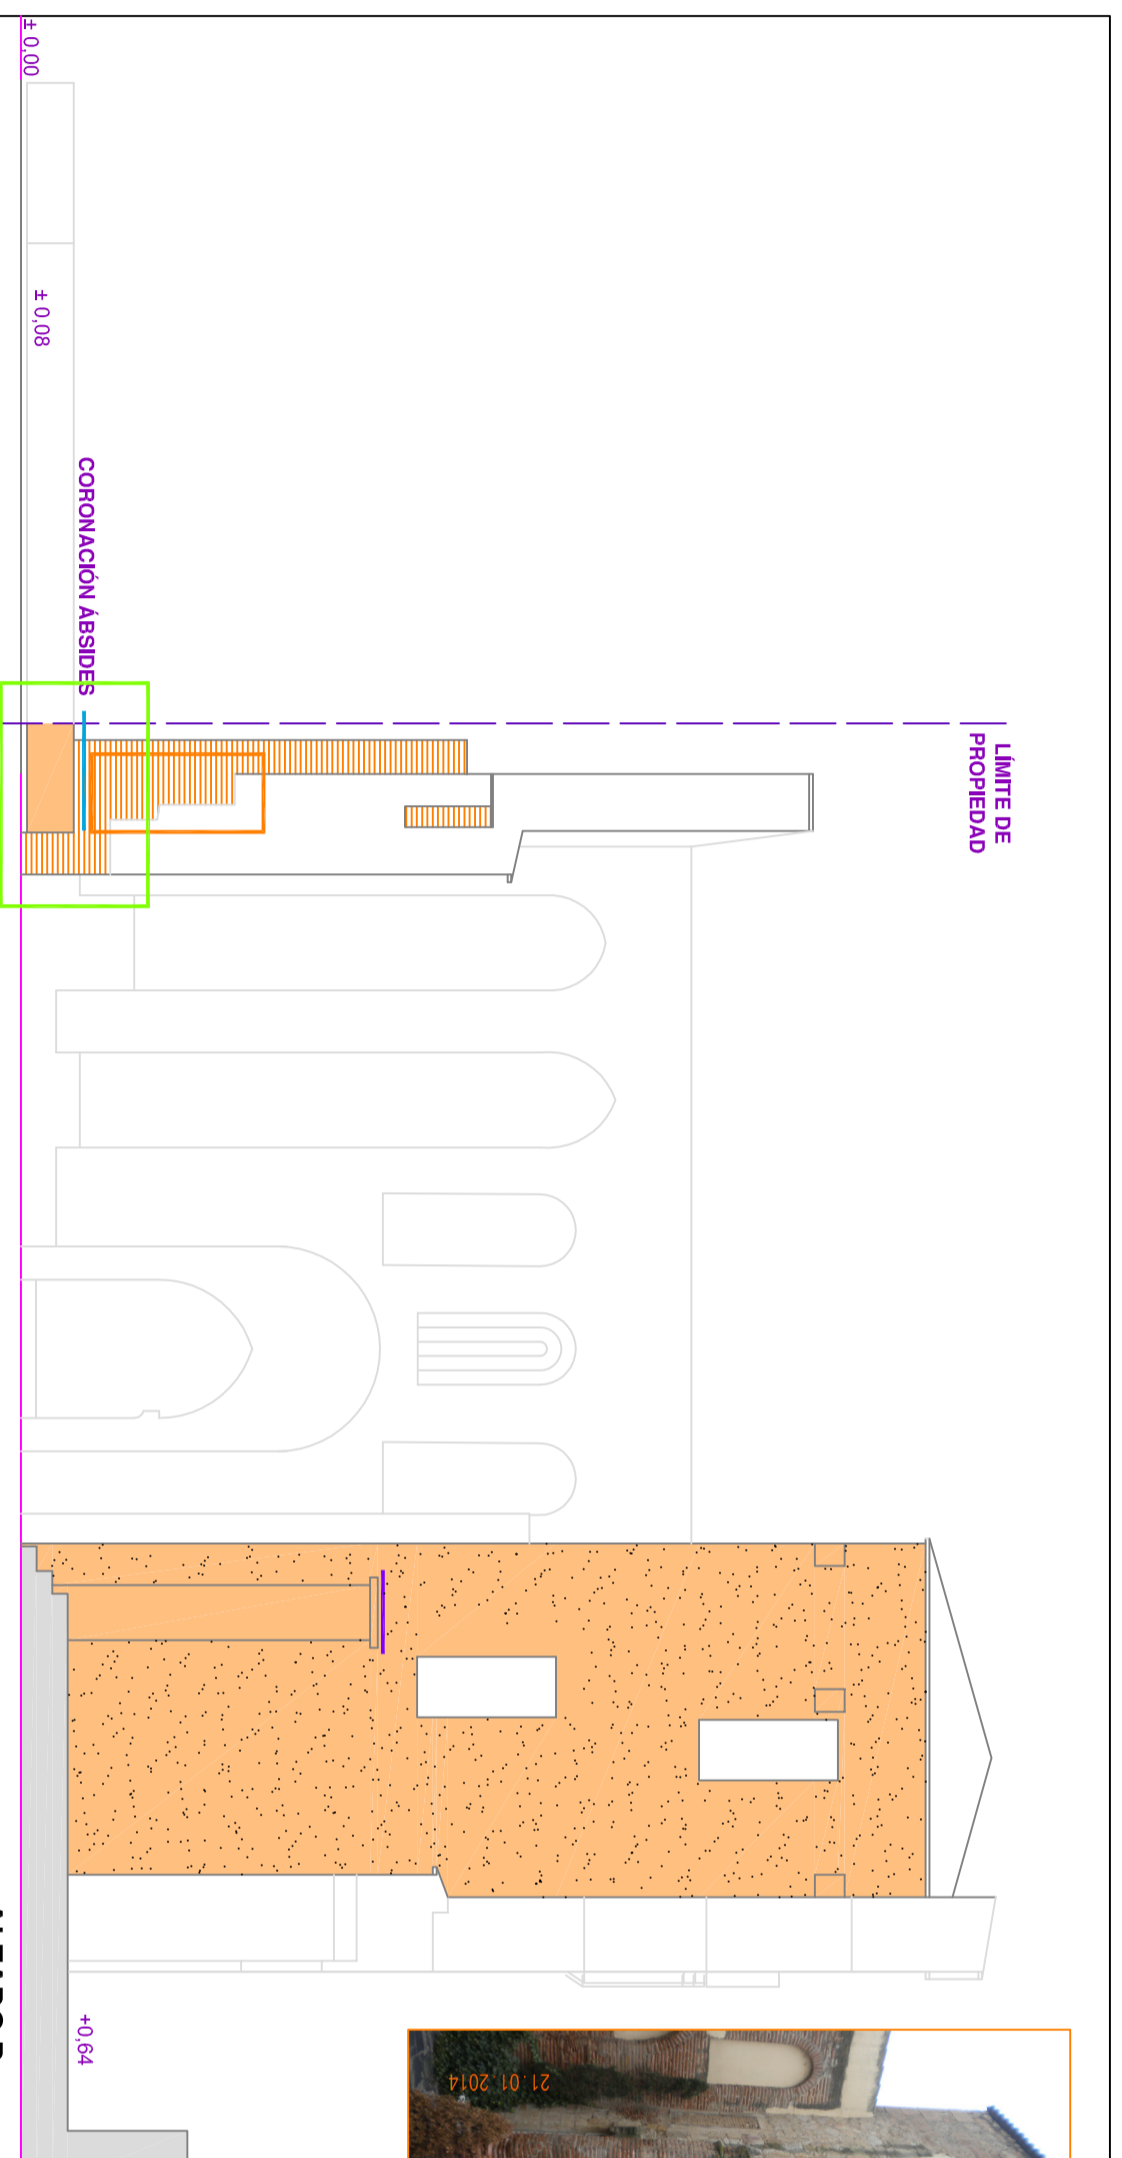 ± 0,00
± 0,08
CORONACIÓN ÁBSIDES
LÍMITE DE
PROPIEDAD
+0,64
21.01.2014